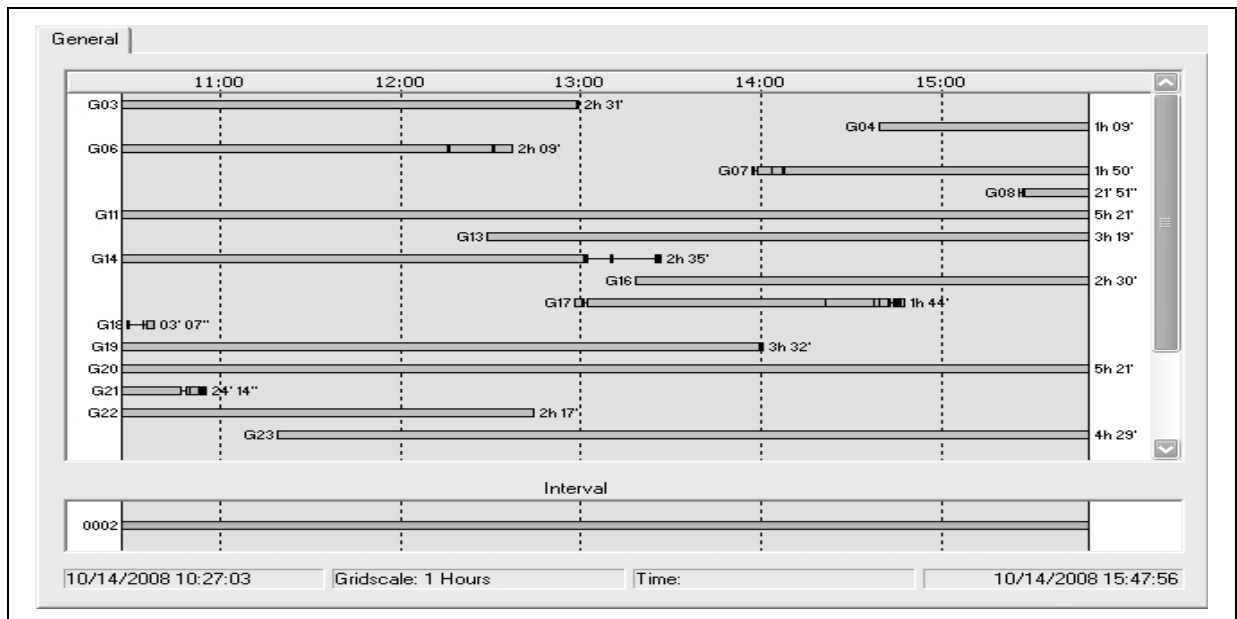 General
11:00 12:00 13:00 14:00 15:00
G03 2h 31'
G04 1h 09'
G06 2h 09'
G07 1h 50'
G08 21' 51"
G11 5h 21'
G13 3h 19'
G14 2h 35'
G16 2h 30'
G17 1h 44'
G18 03' 07"
G19 3h 32'
G20 5h 21'
G21 24' 14"
G22 2h 17'
G23 4h 29'
Interval
0002
10/14/2008 10:27:03 Gridscale: 1 Hours Time: 10/14/2008 15:47:56